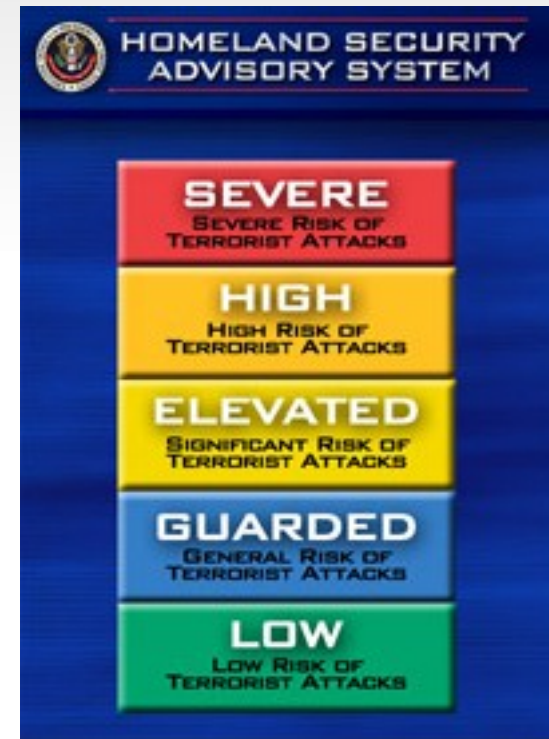 HOMELAND SECURITY
ADVISORY SYSTEM
SEVERE
SEVERE RISK OF
TERRORIST ATTACKS
HIGH
HIGH RISK OF
TERRORIST ATTACKS
ELEVATED
SIGNIFICANT RISK OF
TERRORIST ATTACKS
GUARDED
GENERAL RISK OF
TERRORIST ATTACKS
LOW
LOW RISK OF
TERRORIST ATTACKS